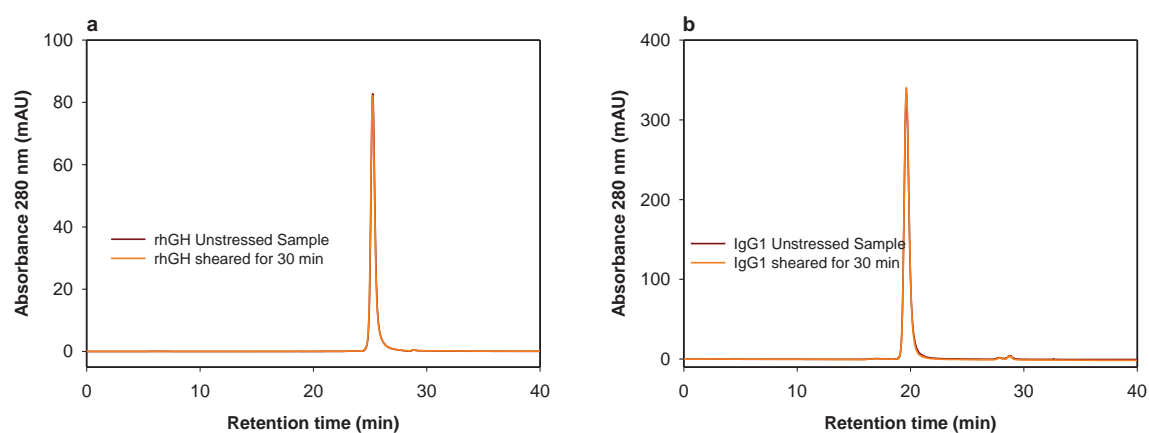 a
100
80
60
40
20
0
Absorbance 280 nm (mAU)
rhGH Unstressed Sample
rhGH sheared for 30 min
0 10 20 30 40
Retention time (min)
b
400
300
200
100
0
Absorbance 280 nm (mAU)
IgG1 Unstressed Sample
IgG1 sheared for 30 min
0 10 20 30 40
Retention time (min)